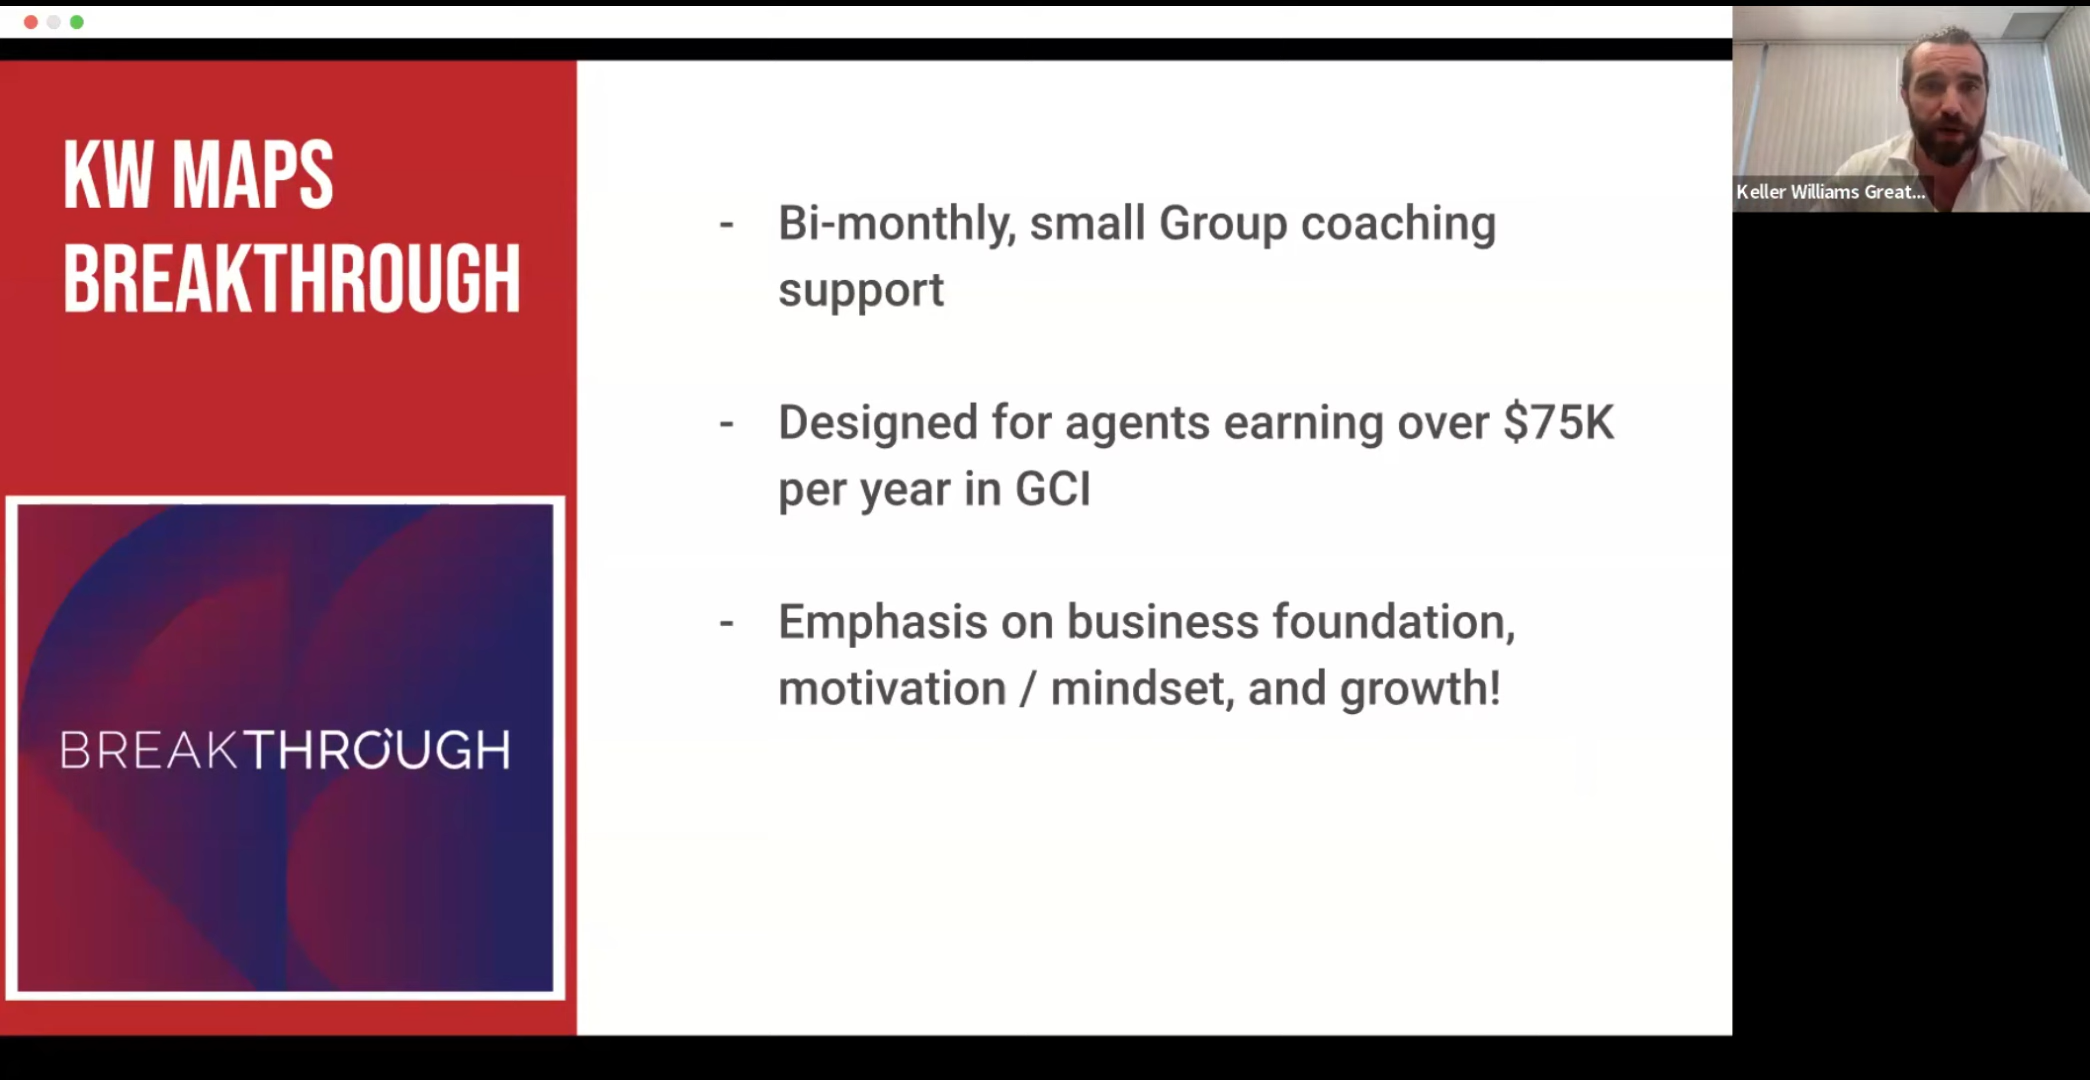 KW MAPS
BREAKTHROUGH
- Bi-monthly, small Group coaching
support
- Designed for agents earning over $75K
per year in GCI
- Emphasis on business foundation,
motivation / mindset, and growth!
BREAKTHROUGH
Keller Williams Great...